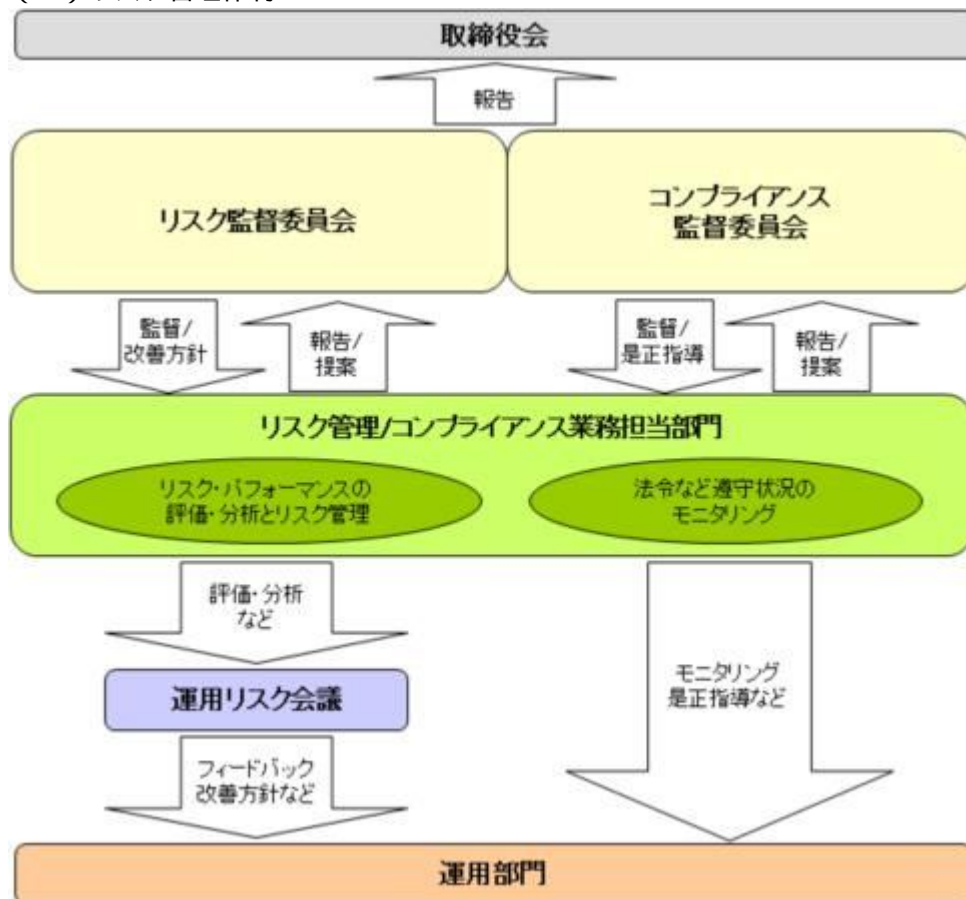 取締役会
報告
リスク監督委員会
コンプライアンス
監督委員会
監督/
改善方針
報告/
提案
監督/
是正指導
報告/
提案
リスク管理/コンプライアンス業務担当部門
リスク・パフォーマンスの
評価・分析とリスク管理
法令など遵守状況の
モニタリング
評価・分析
など
運用リスク会議
モニタリング
是正指導など
フィードバック
改善方針など
運用部門